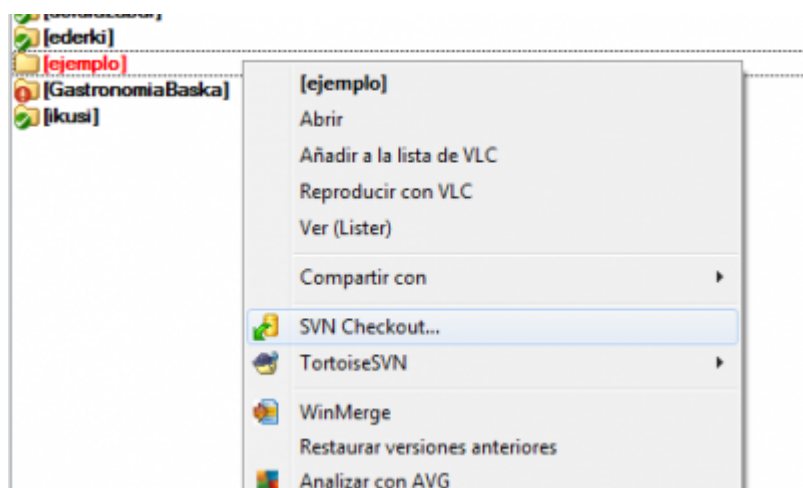 [ederki]
[ejemplo]
[GastronomiaBaska]
[ikusi]
[ejemplo]
Abrir
Añadir a la lista de VLC
Reproducir con VLC
Ver (Lister)
Compartir con
SVN Checkout...
TortoiseSVN
WinMerge
Restaurar versiones anteriores
Analizar con AVG